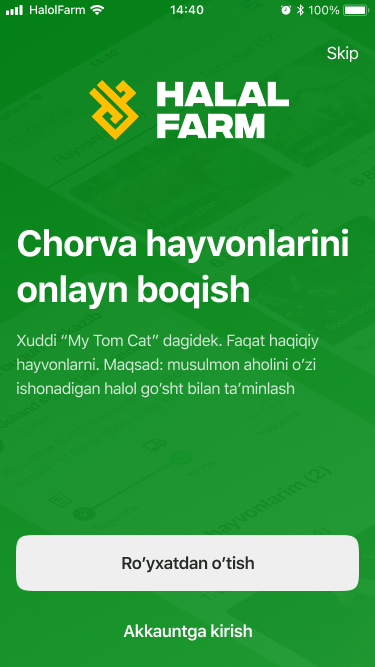 HalolFarm 14:40 100%
Skip
HALAL
FARM
Chorva hayvonlarini
onlayn boqish
Xuddi “My Tom Cat” dagidek. Faqat haqiqiy
hayvonlarni. Maqsad: musulmon aholini o‘zi
ishonadigan halol go‘sht bilan ta’minlash
Ro‘yxatdan o‘tish
Akkauntga kirish